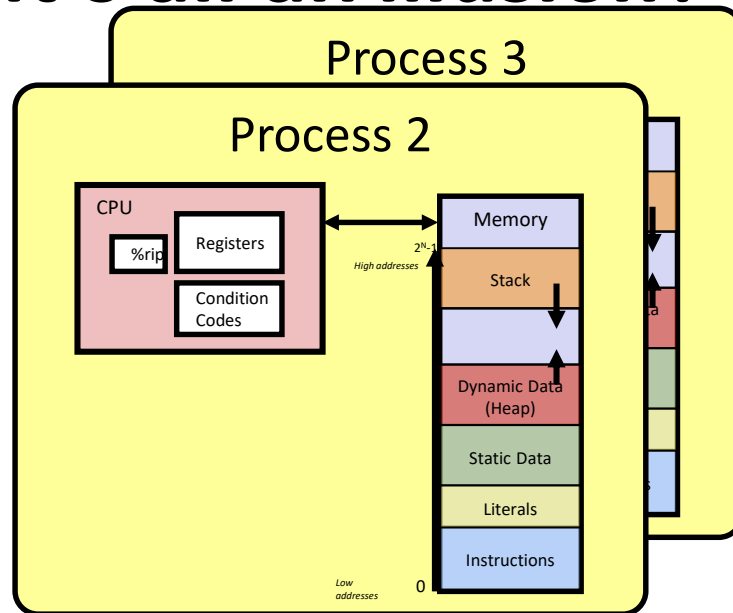 Process 3
Process 2
CPU
%rip
Registers
Condition
Codes
Memory
2ᴺ-1
High addresses
Stack
Dynamic Data
(Heap)
Static Data
Literals
Instructions
Low
addresses
0